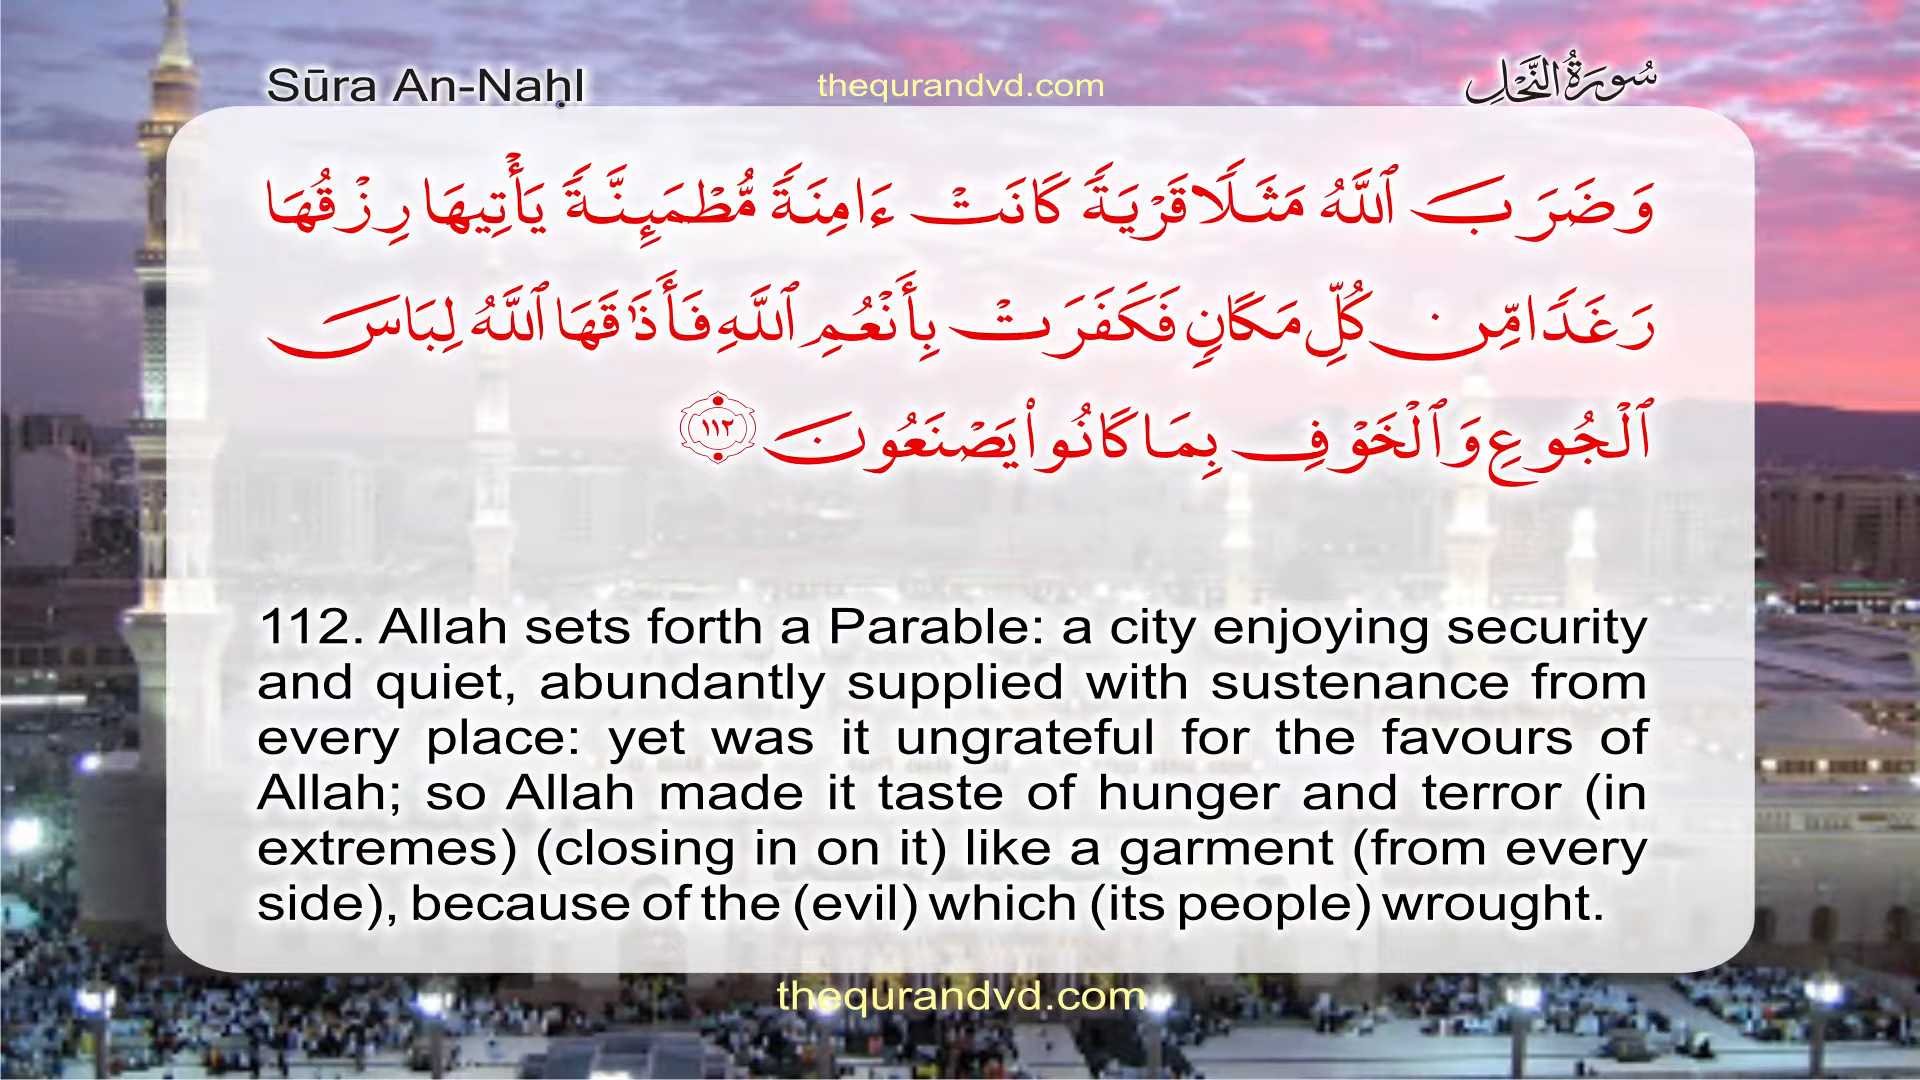 Sūra An-Naḥl
thequrandvd.com
سُورَةُ النَّحْلِ
وَضَرَبَ ٱللَّهُ مَثَلًا قَرْيَةً كَانَتْ ءَامِنَةً مُّطْمَئِنَّةً يَأْتِيهَا رِزْقُهَا
رَغَدًا مِّن كُلِّ مَكَانٍ فَكَفَرَتْ بِأَنْعُمِ ٱللَّهِ فَأَذَٰقَهَا ٱللَّهُ لِبَاسَ
ٱلْجُوعِ وَٱلْخَوْفِ بِمَا كَانُوا۟ يَصْنَعُونَ ١١٢
112. Allah sets forth a Parable: a city enjoying security
and quiet, abundantly supplied with sustenance from
every place: yet was it ungrateful for the favours of
Allah; so Allah made it taste of hunger and terror (in
extremes) (closing in on it) like a garment (from every
side), because of the (evil) which (its people) wrought.
thequrandvd.com